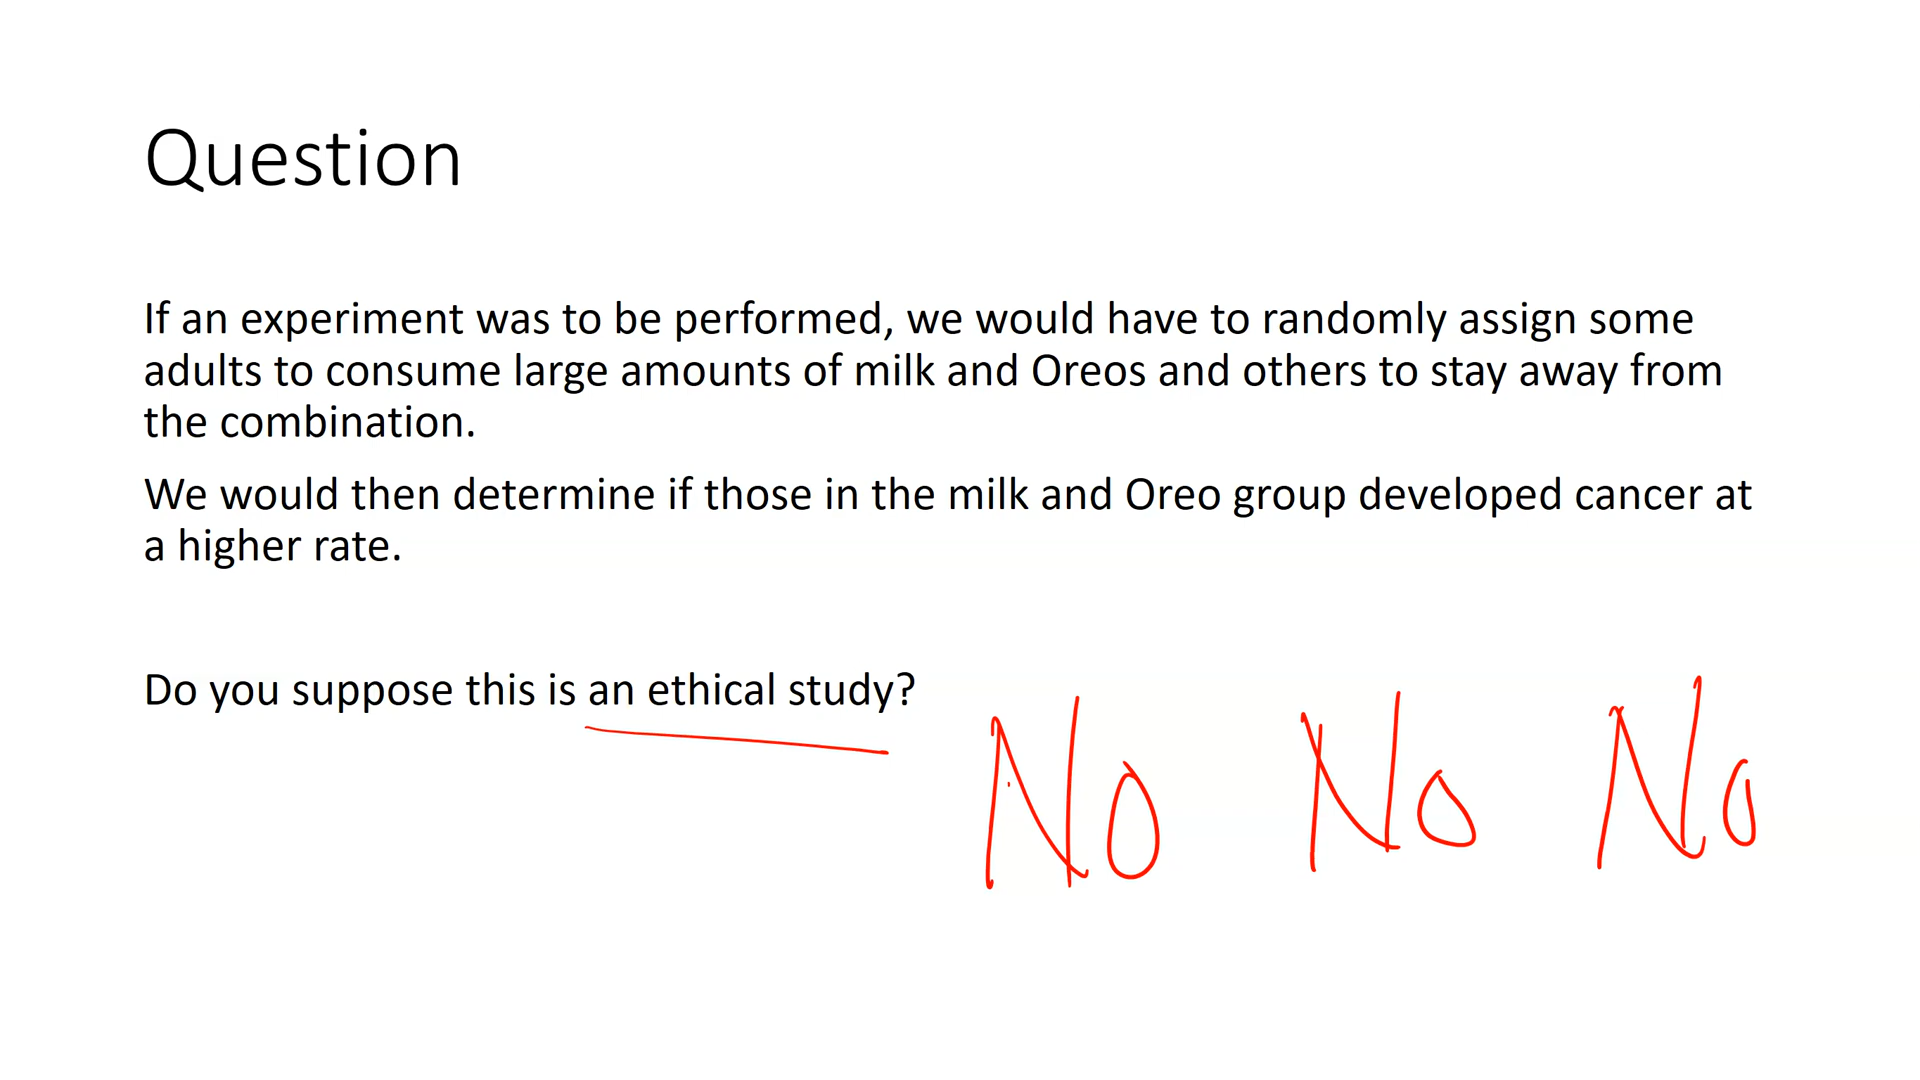 Question
If an experiment was to be performed, we would have to randomly assign some
adults to consume large amounts of milk and Oreos and others to stay away from
the combination.
We would then determine if those in the milk and Oreo group developed cancer at
a higher rate.
Do you suppose this is an ethical study?
No No No